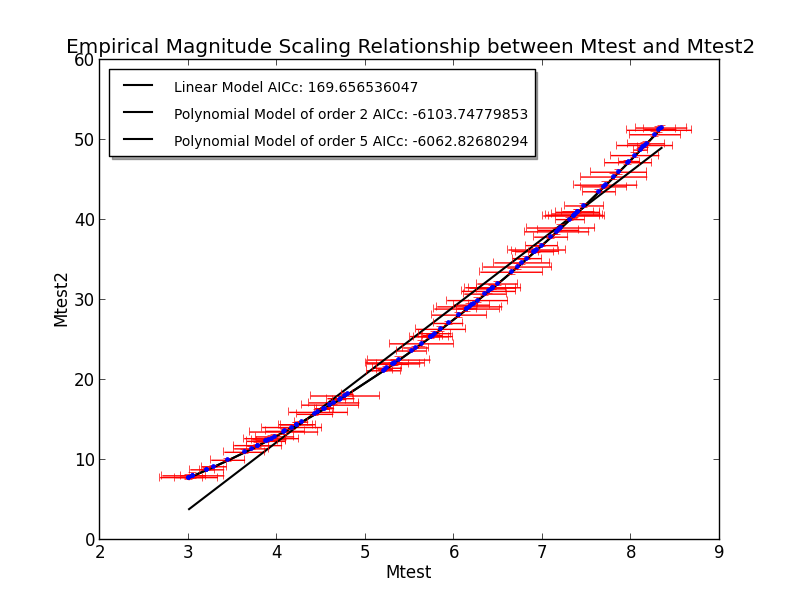 Empirical Magnitude Scaling Relationship between Mtest and Mtest2
60
Linear Model AICc: 169.656536047
Polynomial Model of order 2 AICc: -6103.74779853
Polynomial Model of order 5 AICc: -6062.82680294
50
40
30
Mtest2
20
10
0
2 3 4 5 6 7 8 9
Mtest